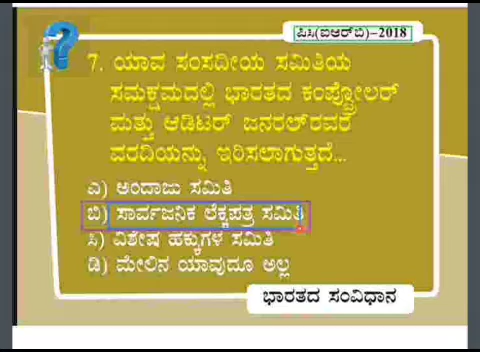 ಪಿಸಿ(ಐಆರ್‌ಬಿ)-2018
7. ಯಾವ ಸಂಸದೀಯ ಸಮಿತಿಯ
ಸಮಕ್ಷಮದಲ್ಲಿ ಭಾರತದ ಕಂಪ್ಟ್ರೋಲರ್
ಮತ್ತು ಆಡಿಟರ್ ಜನರಲ್‌ರವರ
ವರದಿಯನ್ನು ಇರಿಸಲಾಗುತ್ತದೆ...
ಎ) ಅಂದಾಜು ಸಮಿತಿ
ಬಿ) ಸಾರ್ವಜನಿಕ ಲೆಕ್ಕಪತ್ರ ಸಮಿತಿ
ಸಿ) ವಿಶೇಷ ಹಕ್ಕುಗಳ ಸಮಿತಿ
ಡಿ) ಮೇಲಿನ ಯಾವುದೂ ಅಲ್ಲ
ಭಾರತದ ಸಂವಿಧಾನ